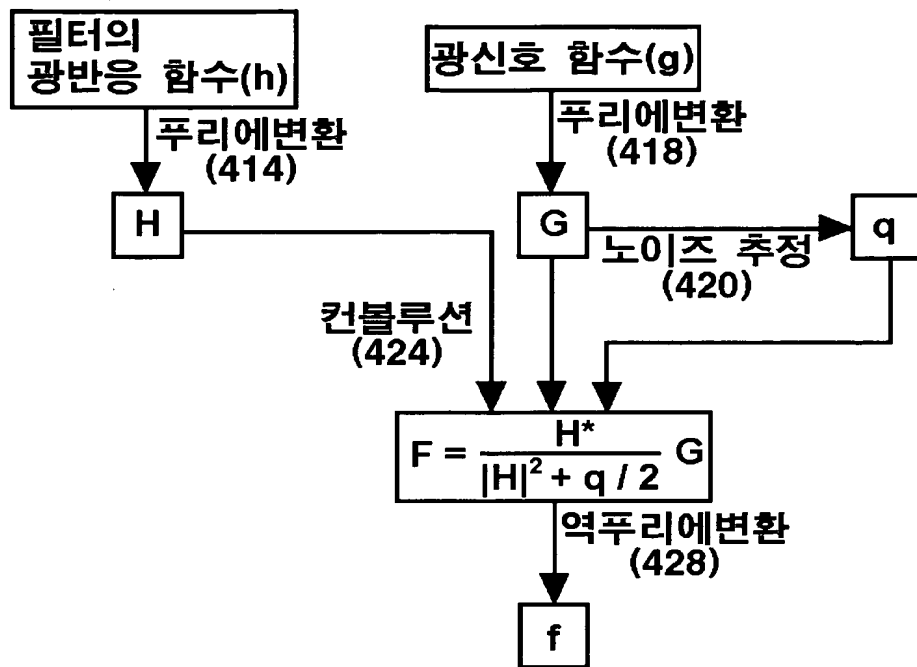 필터의
광반응 함수(h)
광신호 함수(g)
푸리에변환
(414)
푸리에변환
(418)
H
G
q
노이즈 추정
(420)
컨볼루션
(424)
F = H* / |H|² + q / 2 G
역푸리에변환
(428)
f